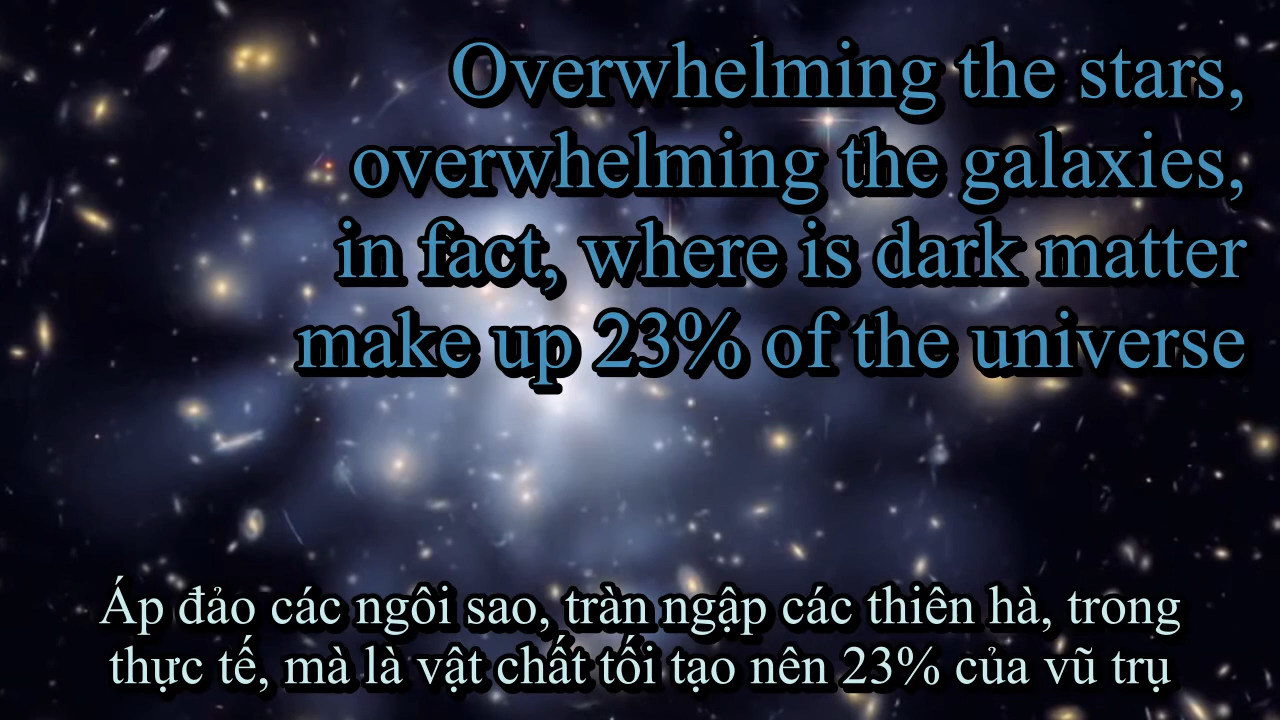 Overwhelming the stars,
overwhelming the galaxies,
in fact, where is dark matter
make up 23% of the universe
Áp đảo các ngôi sao, tràn ngập các thiên hà, trong
thực tế, mà là vật chất tối tạo nên 23% của vũ trụ